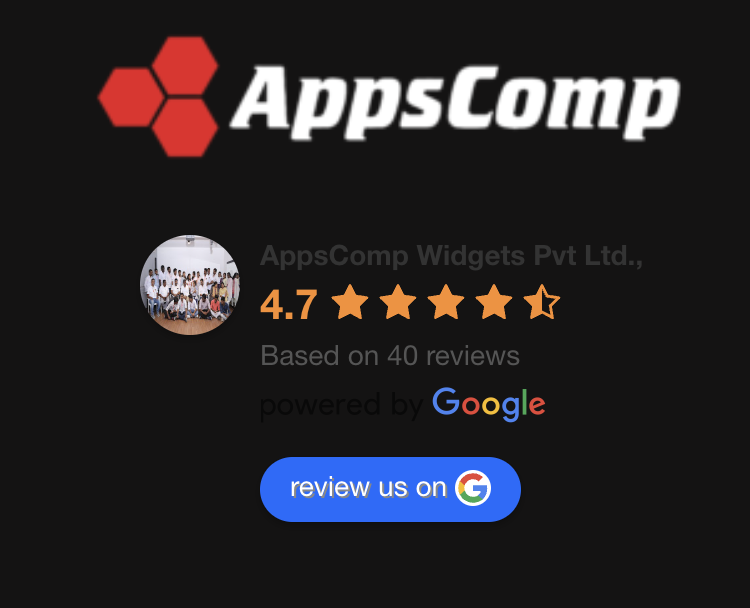 AppsComp
AppsComp Widgets Pvt Ltd.,
4.7
Based on 40 reviews
powered by Google
review us on G